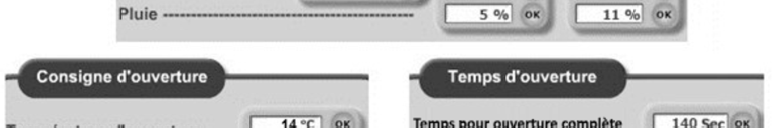 Pluie ---------------------------------------- 5 % OK 11 % OK
Consigne d'ouverture
Temps d'ouverture
14 °C OK
Temps pour ouverture complète 140 Sec OK